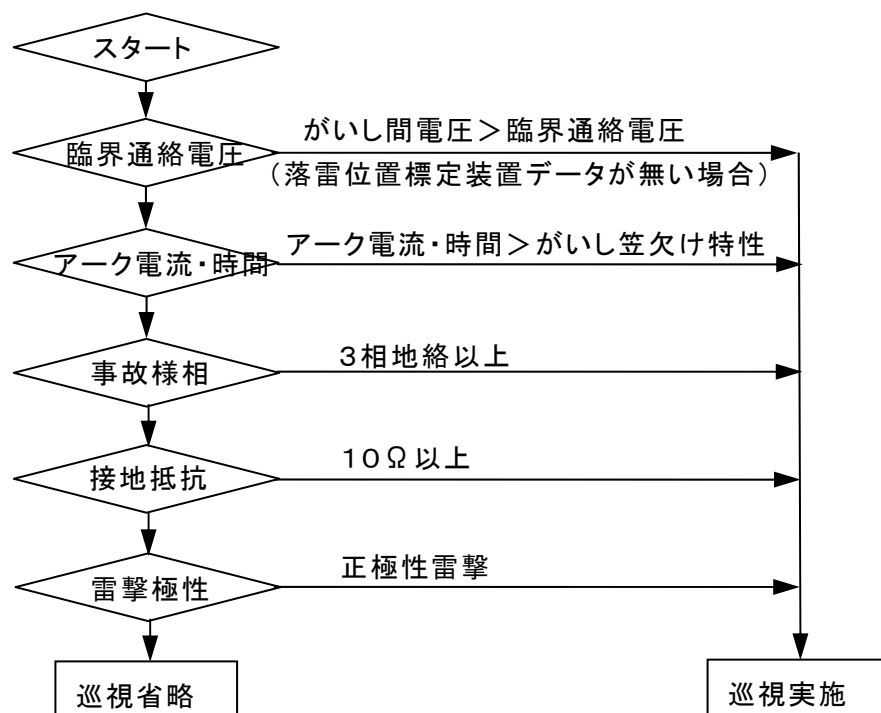 スタート
臨界通絡電圧
がいし間電圧＞臨界通絡電圧
（落雷位置標定装置データが無い場合）
アーク電流・時間
アーク電流・時間＞がいし笠欠け特性
事故様相
３相地絡以上
接地抵抗
１０Ω以上
雷撃極性
正極性雷撃
巡視省略
巡視実施